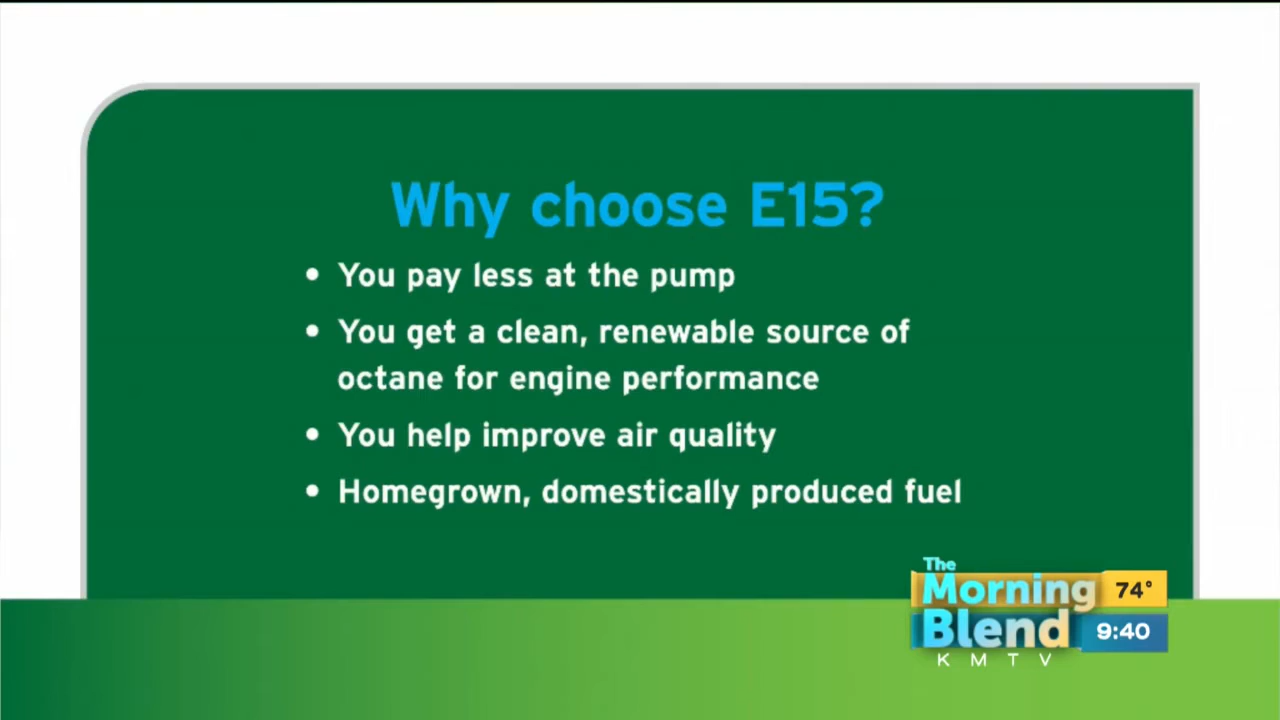 Why choose E15?
• You pay less at the pump
• You get a clean, renewable source of
octane for engine performance
• You help improve air quality
• Homegrown, domestically produced fuel
The
Morning
74°
Blend
9:40
KMTV